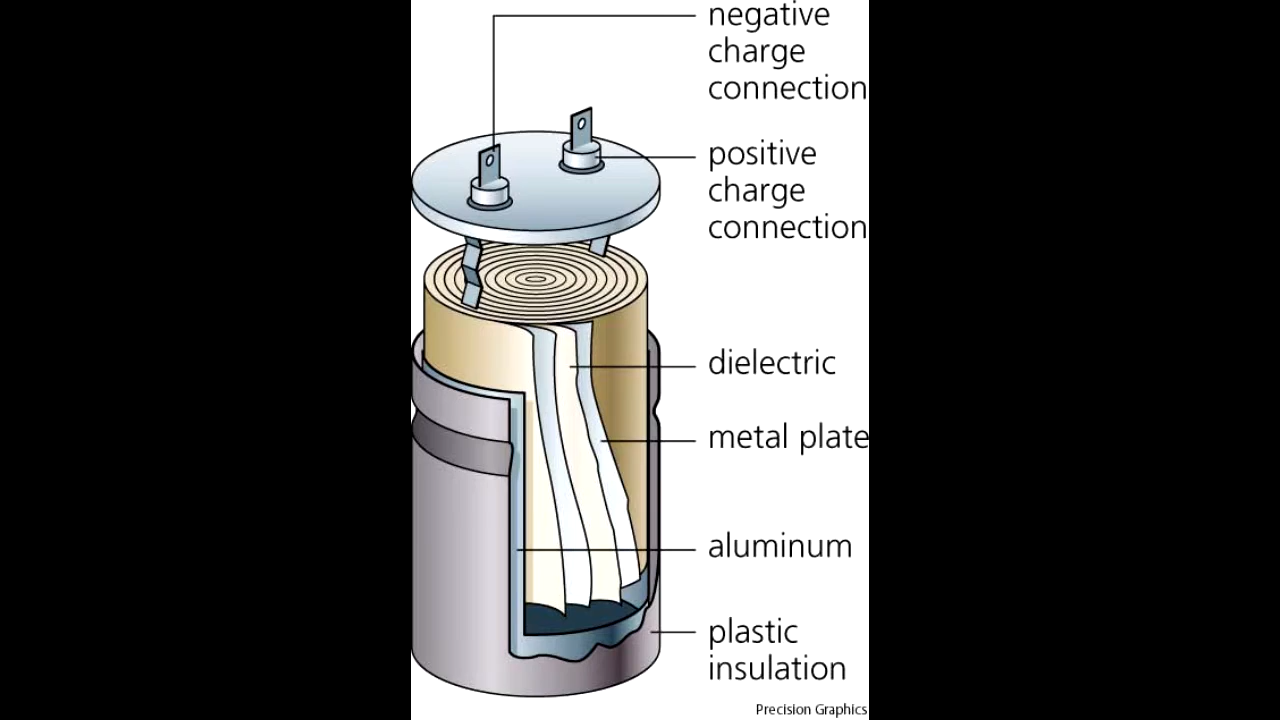 negative
charge
connection
positive
charge
connection
dielectric
metal plate
aluminum
plastic
insulation
Precision Graphics